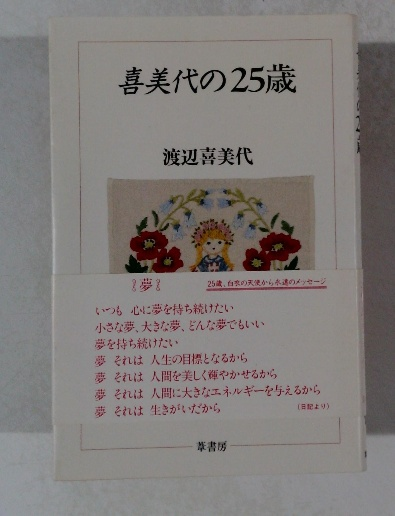 喜美代の25歳
渡辺喜美代
夢
25歳、白衣の天使から永遠のメッセージ
いつも 心に夢を持ち続けたい
小さな夢、大きな夢、どんな夢でもいい
夢を持ち続けたい
夢 それは 人生の目標となるから
夢 それは 人間を美しく輝やかせるから
夢 それは 人間に大きなエネルギーを与えるから
夢 それは 生きがいだから
(日記より)
葦書房